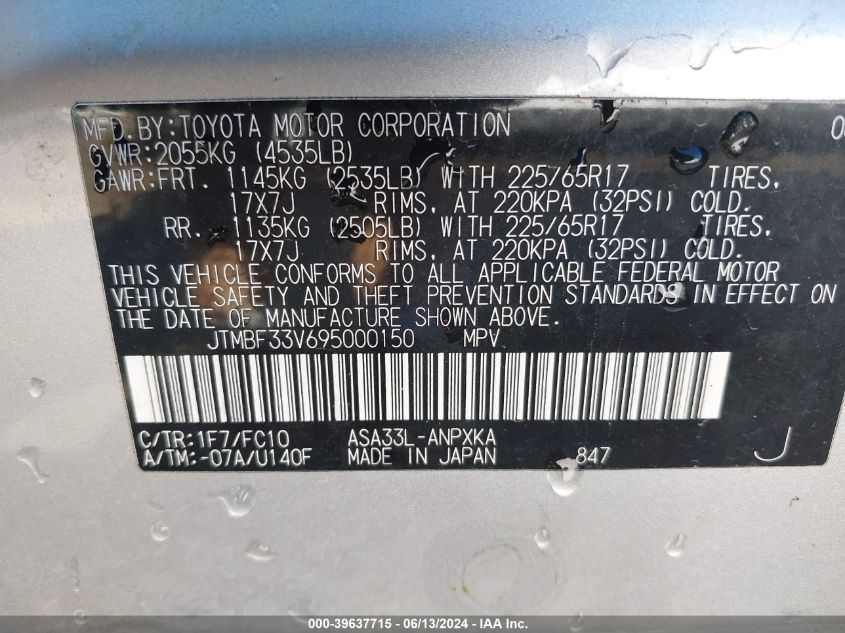 MFD.BY:TOYOTA MOTOR CORPORATION
GVWR:2055KG (4535LB)
GAWR:FRT. 1145KG (2535LB) WITH 225/65R17 TIRES,
17X7J RIMS, AT 220KPA (32PSI) COLD.
RR. 1135KG (2505LB) WITH 225/65R17 TIRES,
17X7J RIMS, AT 220KPA (32PSI) COLD.
THIS VEHICLE CONFORMS TO ALL APPLICABLE FEDERAL MOTOR
VEHICLE SAFETY AND THEFT PREVENTION STANDARDS IN EFFECT ON
THE DATE OF MANUFACTURE SHOWN ABOVE.
JTMBF33V695000150 MPV
C/TR:1F7/FC10 ASA33L-ANPXKA
A/TM:-07A/U140F MADE IN JAPAN 847 J
000-39637715 - 06/13/2024 - IAA Inc.